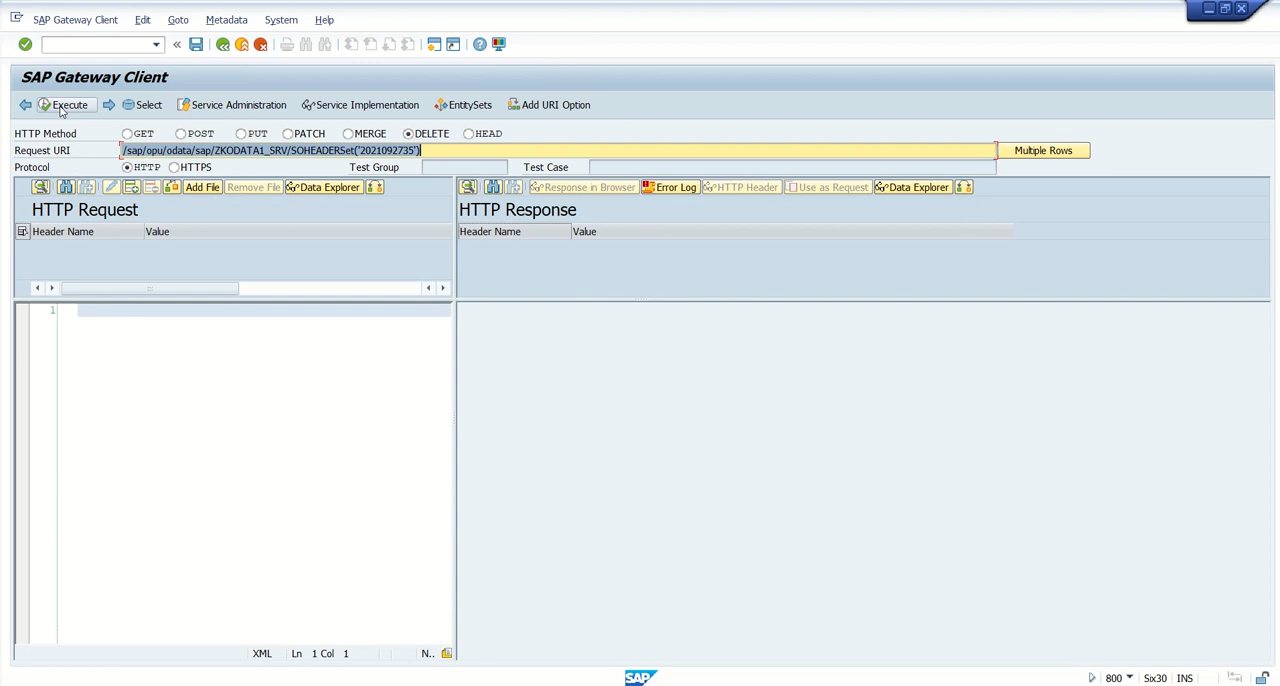 SAP Gateway Client Edit Goto Metadata System Help
SAP Gateway Client
Execute Select Service Administration Service Implementation EntitySets Add URI Option
HTTP Method GET POST PUT PATCH MERGE DELETE HEAD
Request URI /sap/opu/odata/sap/ZKODATA1_SRV/SOHEADERSet('2021092735') Multiple Rows
Protocol HTTP HTTPS Test Group Test Case
Add File Remove File Data Explorer Response in Browser Error Log HTTP Header Use as Request Data Explorer
HTTP Request HTTP Response
Header Name Value Header Name Value
1
XML Ln 1 Col 1 N..
SAP 800 Six30 INS